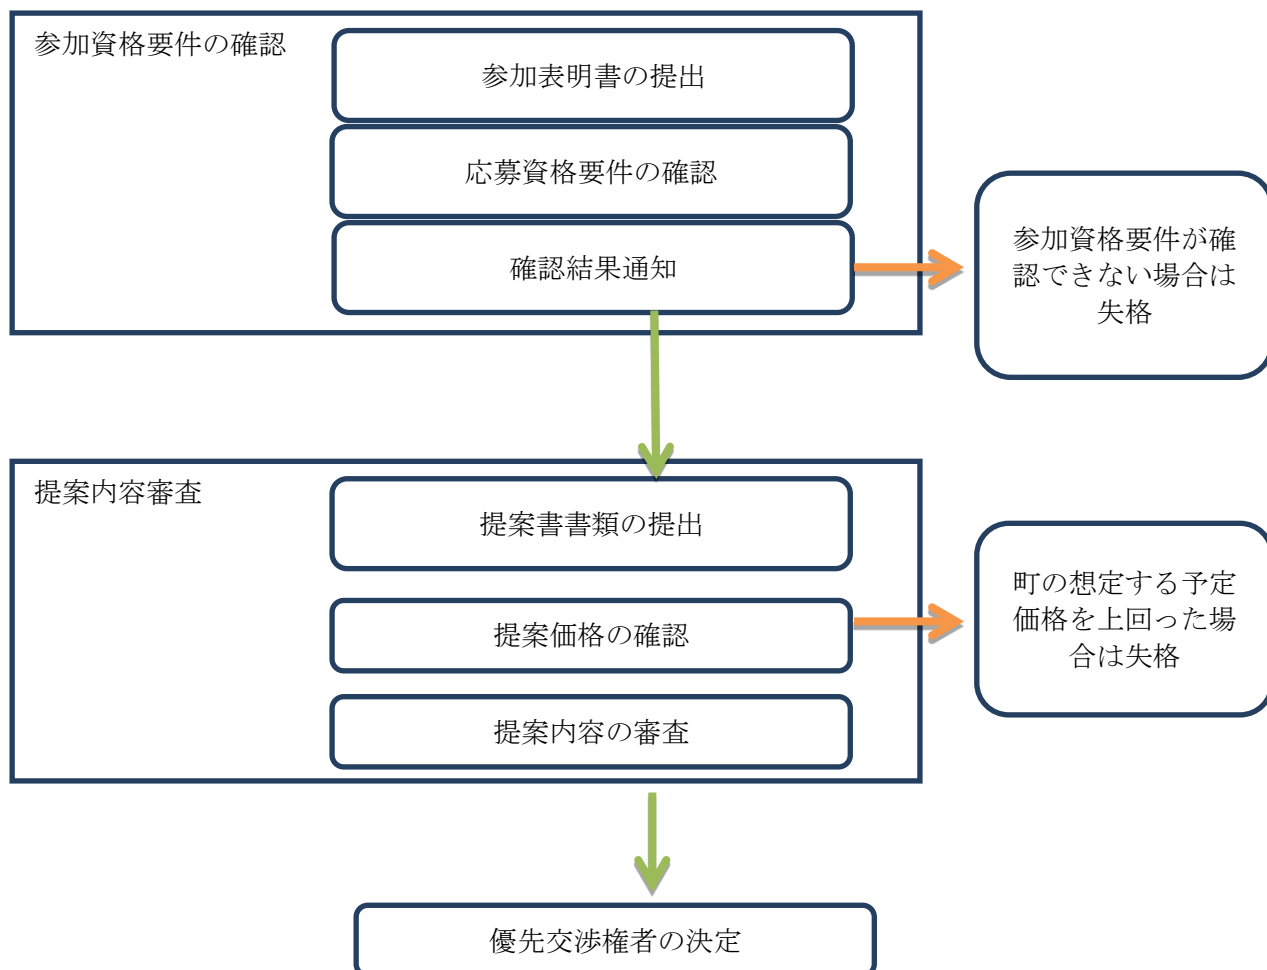 参加資格要件の確認
参加表明書の提出
応募資格要件の確認
確認結果通知
参加資格要件が確
認できない場合は
失格
提案内容審査
提案書書類の提出
提案価格の確認
提案内容の審査
町の想定する予定
価格を上回った場
合は失格
優先交渉権者の決定